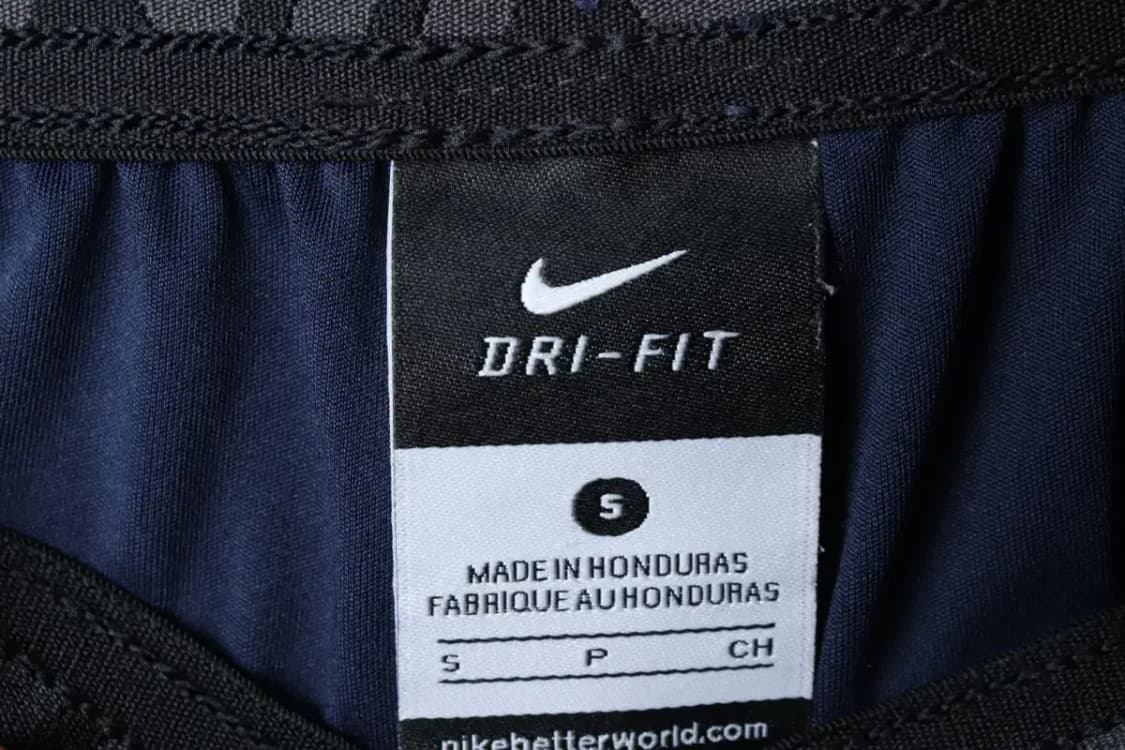 DRI-FIT
S
MADE IN HONDURAS
FABRIQUE AU HONDURAS
S P CH
nikebetterworld.com